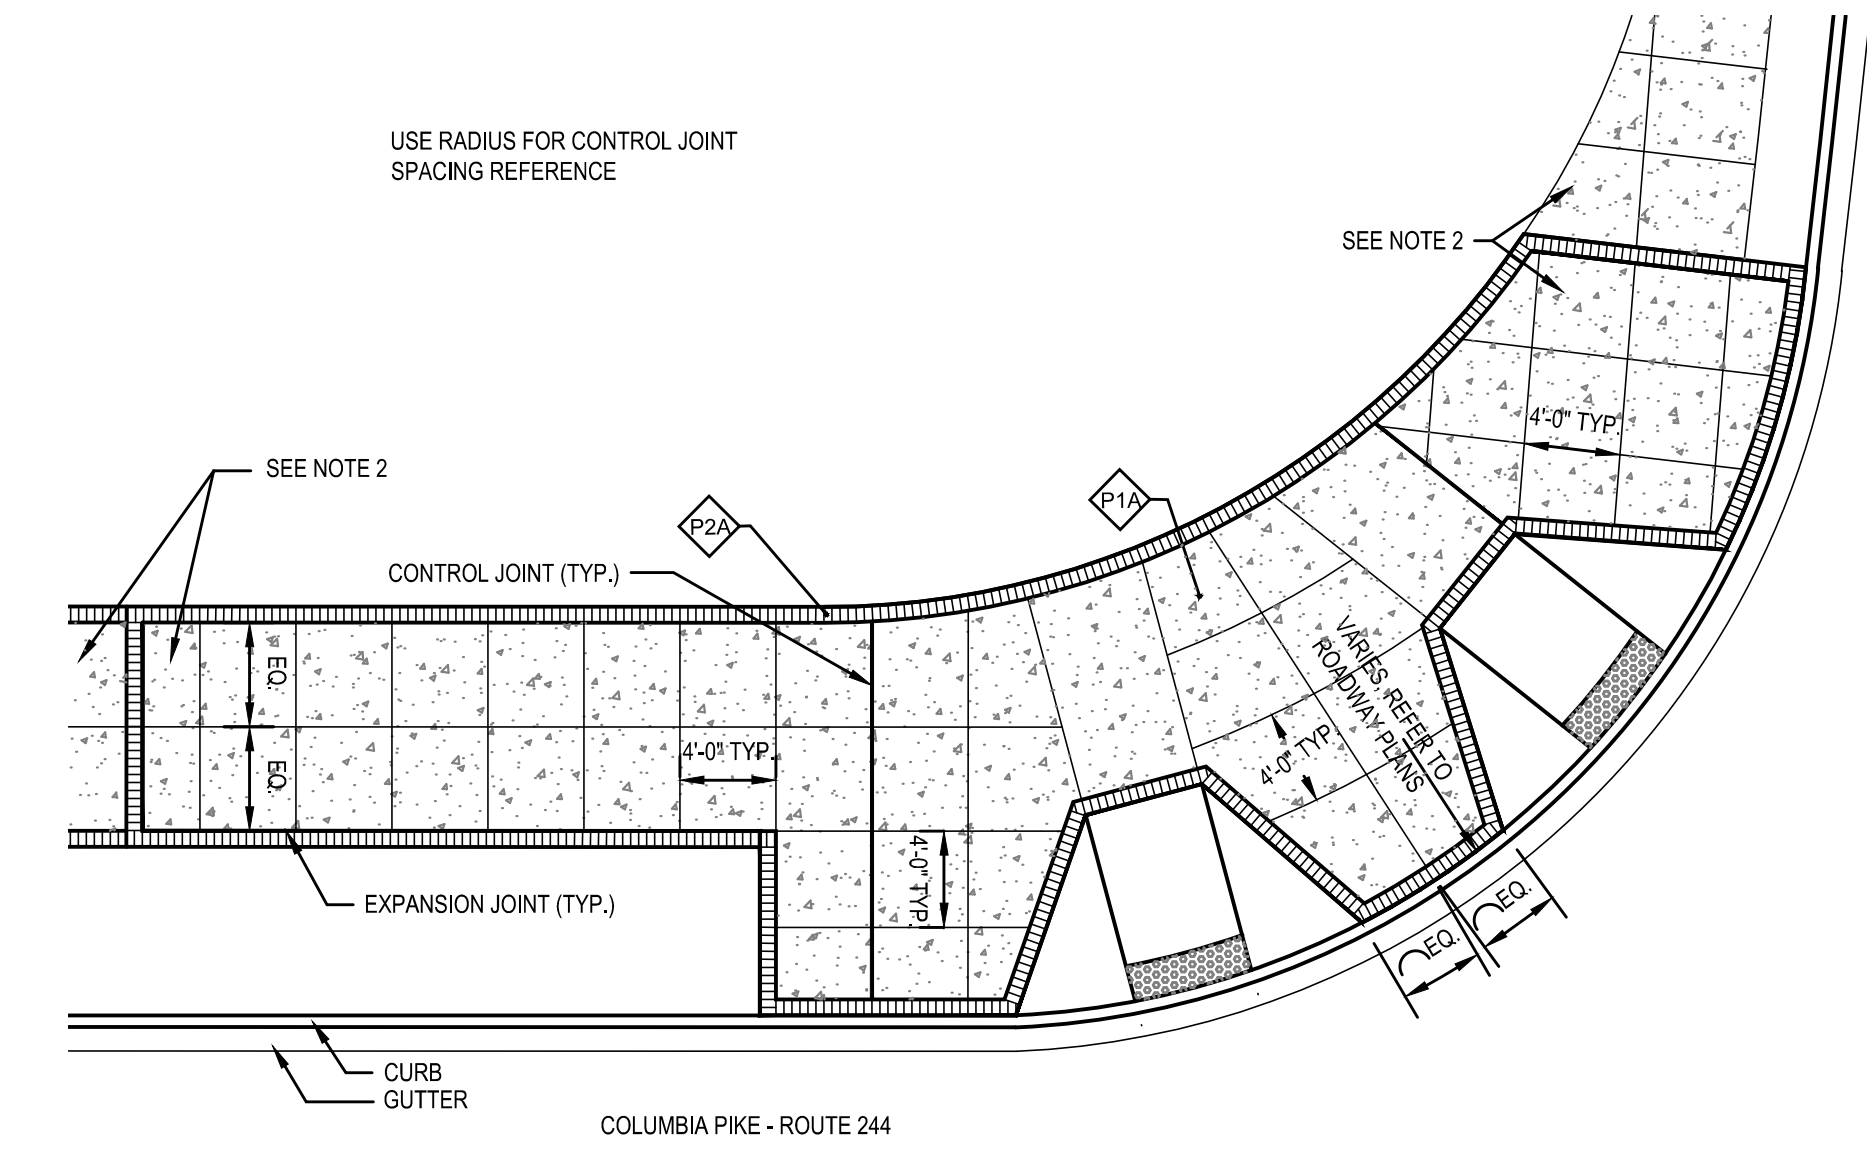 USE RADIUS FOR CONTROL JOINT
SPACING REFERENCE
SEE NOTE 2
4'-0" TYP.
SEE NOTE 2
P2A
P1A
CONTROL JOINT (TYP.)
EQ.
EQ.
4'-0" TYP.
4'-0" TYP.
VARIES, REFER TO
ROADWAY PLANS
4'-0" TYP.
EXPANSION JOINT (TYP.)
EQ.
EQ.
CURB
GUTTER
COLUMBIA PIKE - ROUTE 244